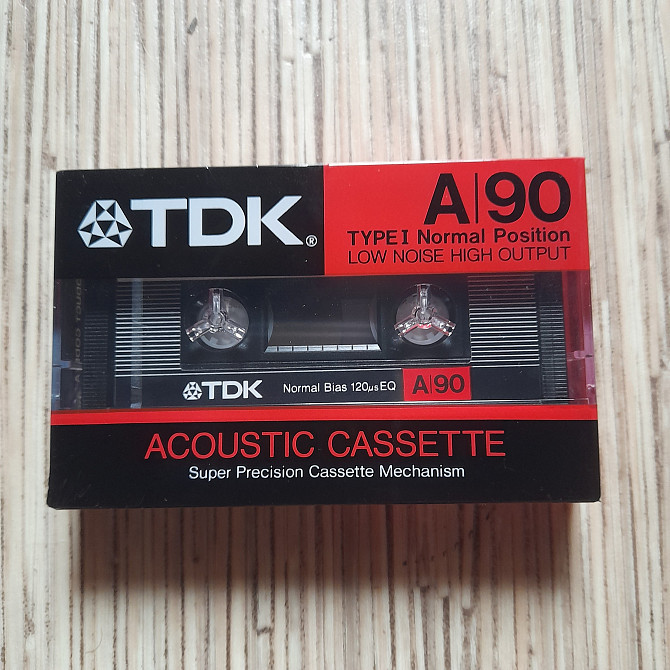 TDK®
A|90
TYPE I Normal Position
LOW NOISE HIGH OUTPUT
TDK Normal Bias 120µs EQ A|90
ACOUSTIC CASSETTE
Super Precision Cassette Mechanism